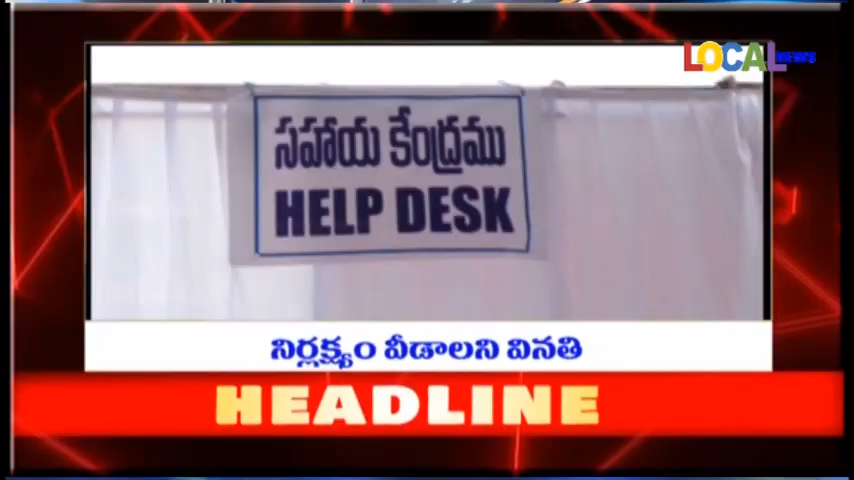 LOCAL NEWS
సహాయ కేంద్రము
HELP DESK
నిర్లక్ష్యం వీడాలని వినతి
HEADLINE